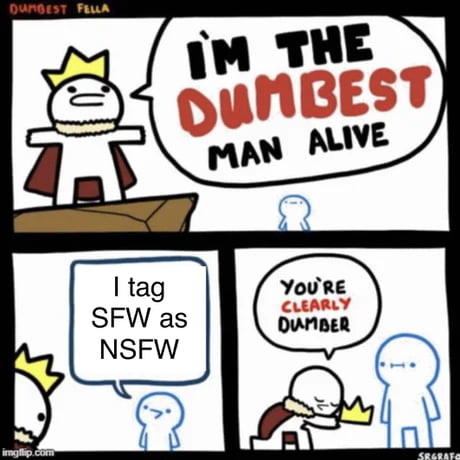 DUMBEST FELLA
I'M THE
DUMBEST
MAN ALIVE
I tag
SFW as
NSFW
YOU'RE
CLEARLY
DUMBER
imgflip.com
SRGRAFO